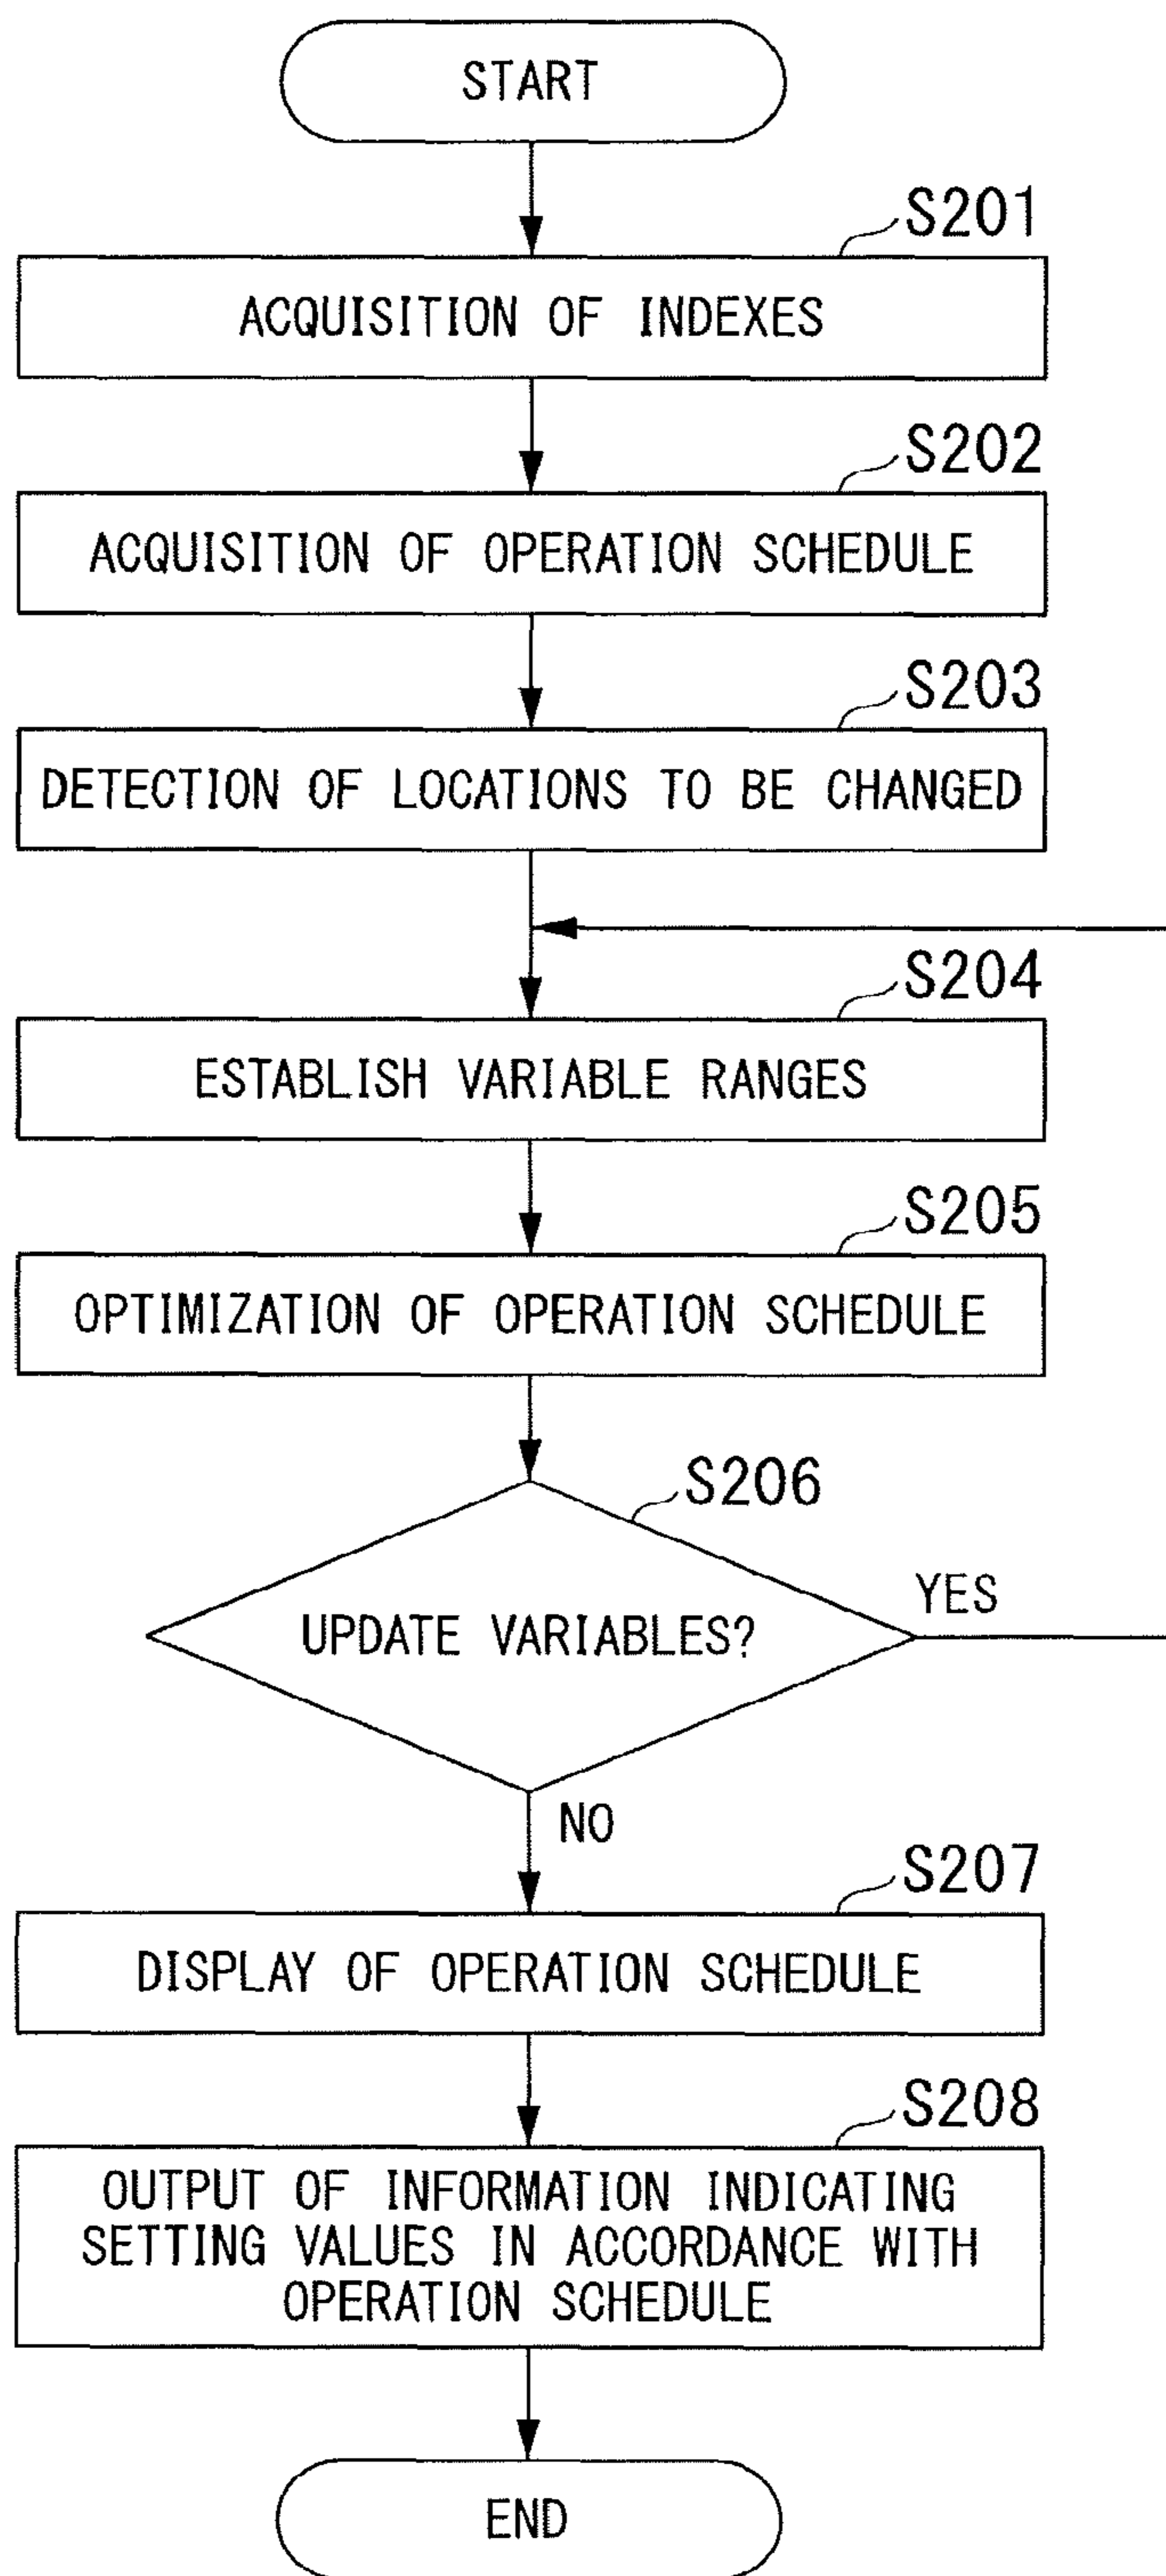 START
S201
ACQUISITION OF INDEXES
S202
ACQUISITION OF OPERATION SCHEDULE
S203
DETECTION OF LOCATIONS TO BE CHANGED
S204
ESTABLISH VARIABLE RANGES
S205
OPTIMIZATION OF OPERATION SCHEDULE
S206
UPDATE VARIABLES?
YES
NO
S207
DISPLAY OF OPERATION SCHEDULE
S208
OUTPUT OF INFORMATION INDICATING
SETTING VALUES IN ACCORDANCE WITH
OPERATION SCHEDULE
END